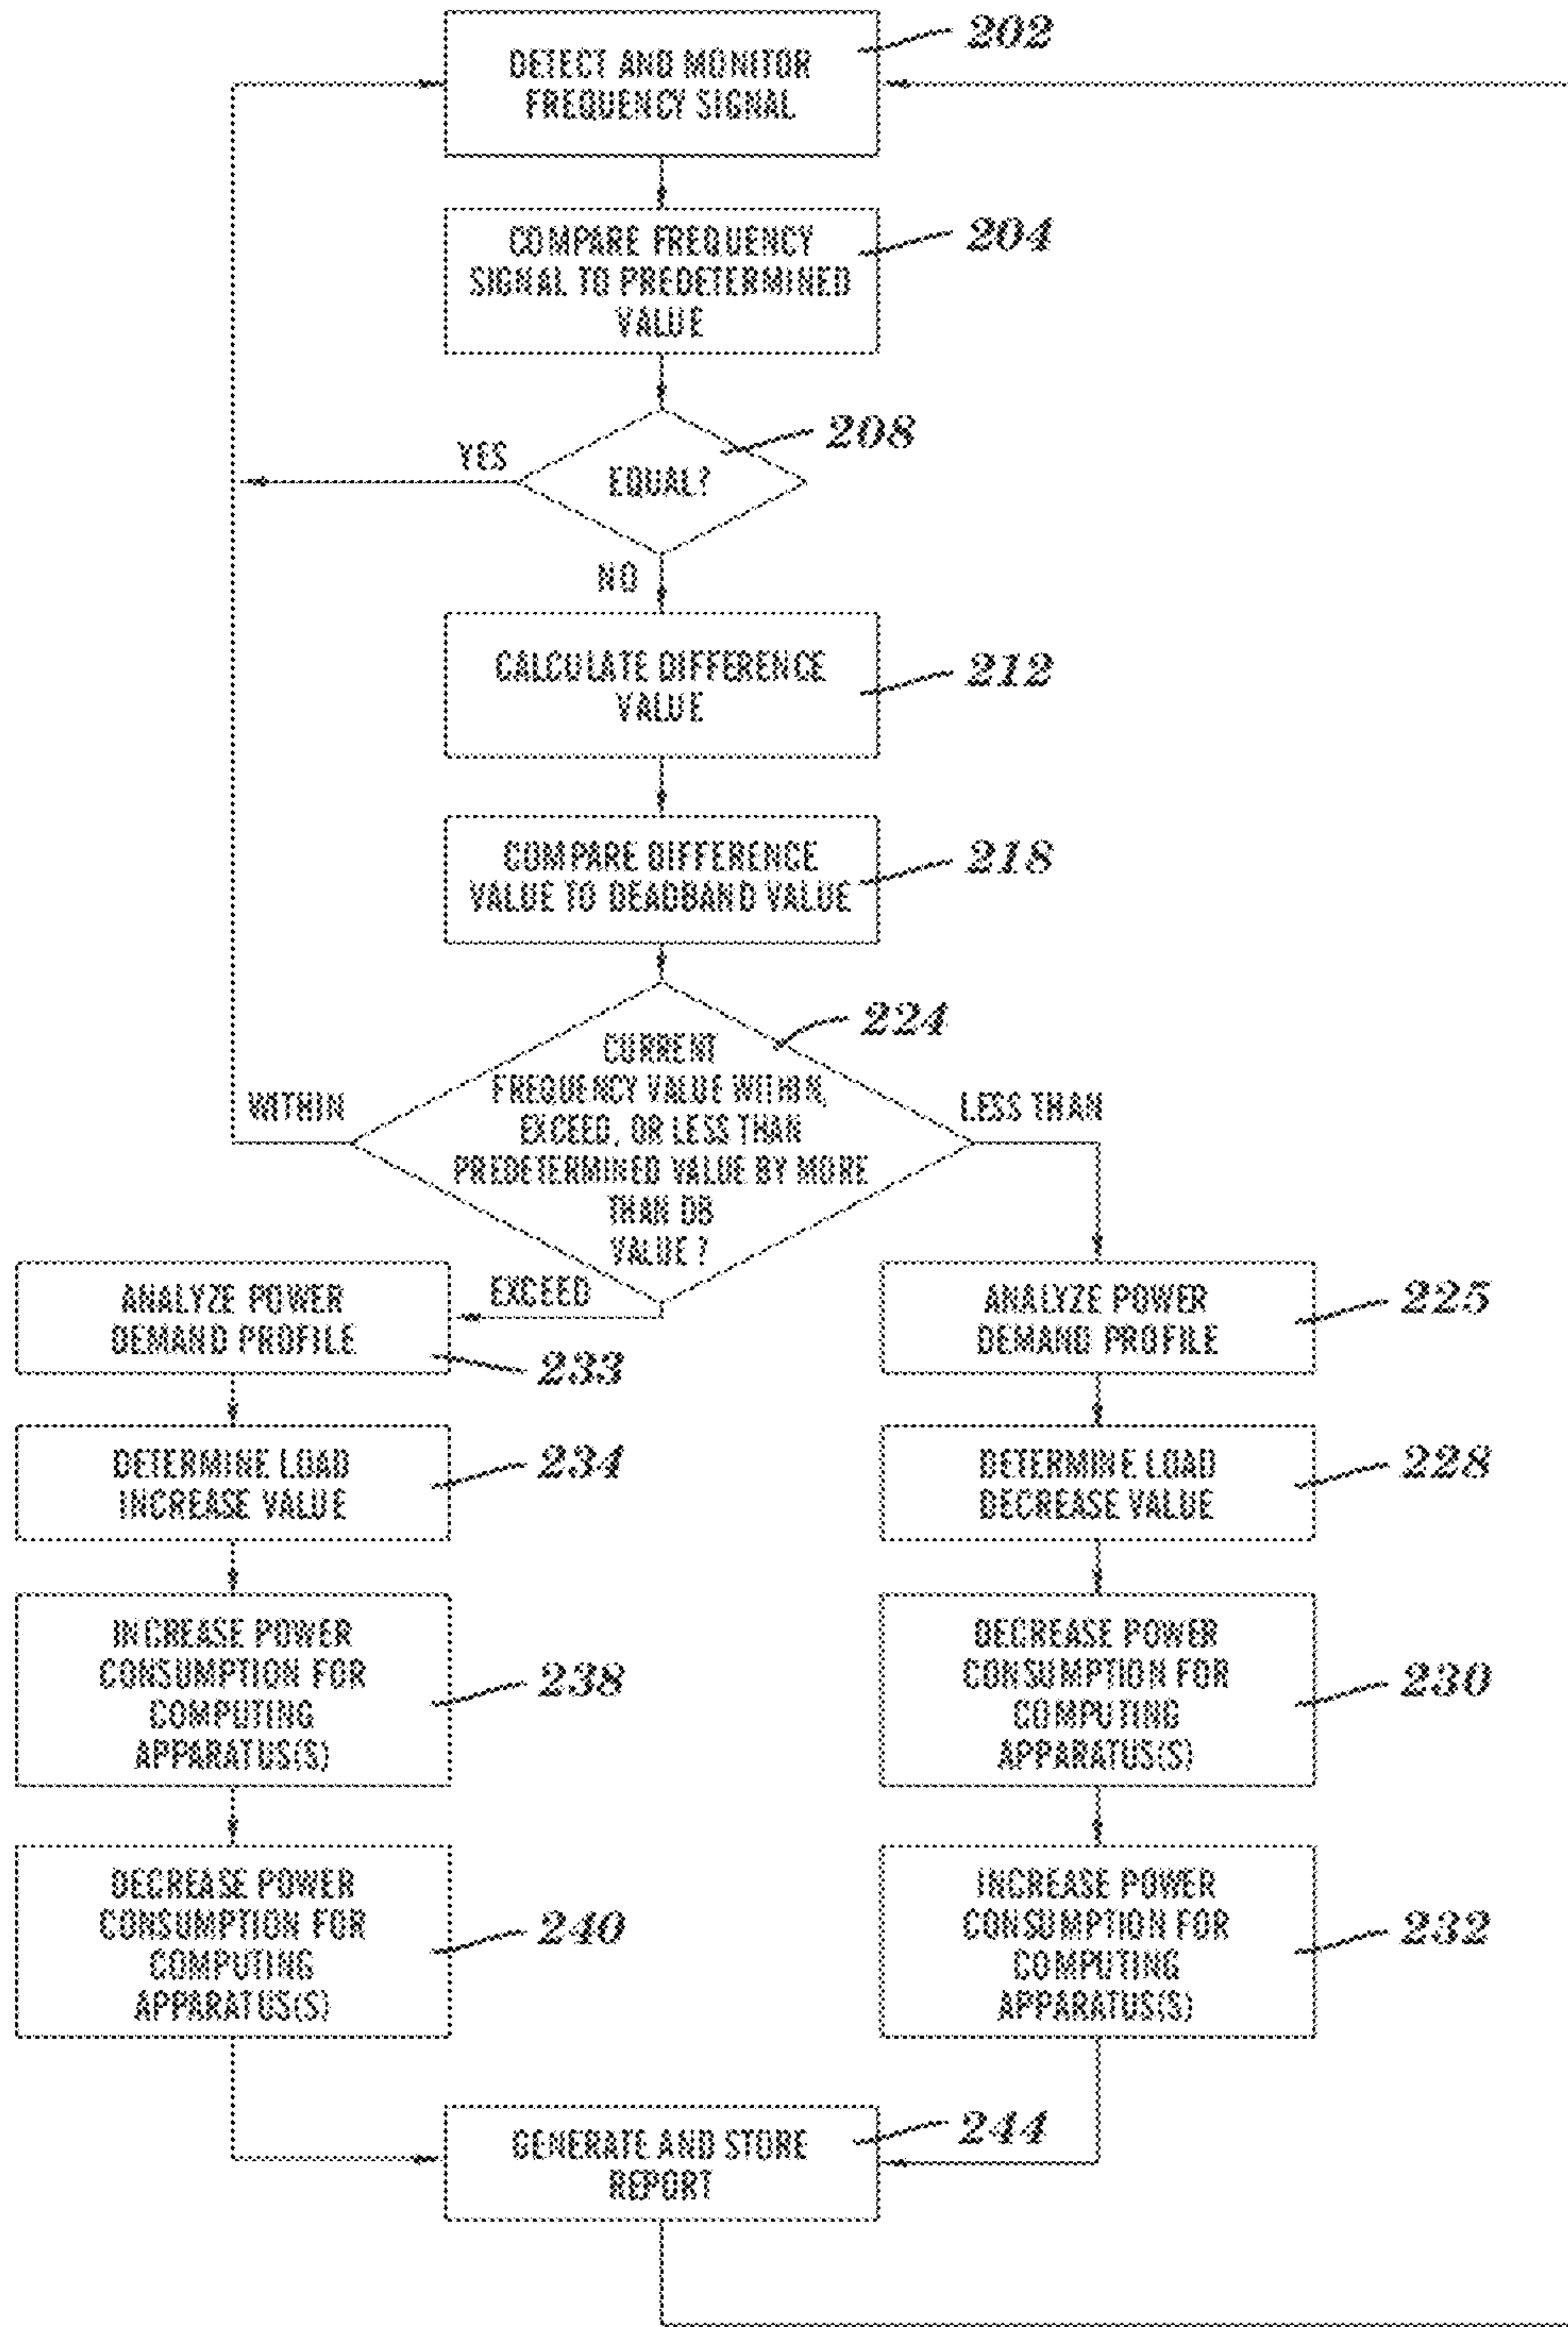 202
DETECT AND MONITOR
FREQUENCY SIGNAL
204
COMPARE FREQUENCY
SIGNAL TO PREDETERMINED
VALUE
208
YES
EQUAL?
NO
CALCULATE DIFFERENCE
VALUE
212
COMPARE DIFFERENCE
VALUE TO DEADBAND VALUE
218
224
CURRENT
FREQUENCY VALUE WITHIN,
EXCEED, OR LESS THAN
PREDETERMINED VALUE BY MORE
THAN DB
VALUE ?
WITHIN
LESS THAN
EXCEED
ANALYZE POWER
DEMAND PROFILE
233
ANALYZE POWER
DEMAND PROFILE
225
DETERMINE LOAD
INCREASE VALUE
234
DETERMINE LOAD
DECREASE VALUE
228
INCREASE POWER
CONSUMPTION FOR
COMPUTING
APPARATUS(S)
238
DECREASE POWER
CONSUMPTION FOR
COMPUTING
APPARATUS(S)
230
DECREASE POWER
CONSUMPTION FOR
COMPUTING
APPARATUS(S)
240
INCREASE POWER
CONSUMPTION FOR
COMPUTING
APPARATUS(S)
232
GENERATE AND STORE
REPORT
244